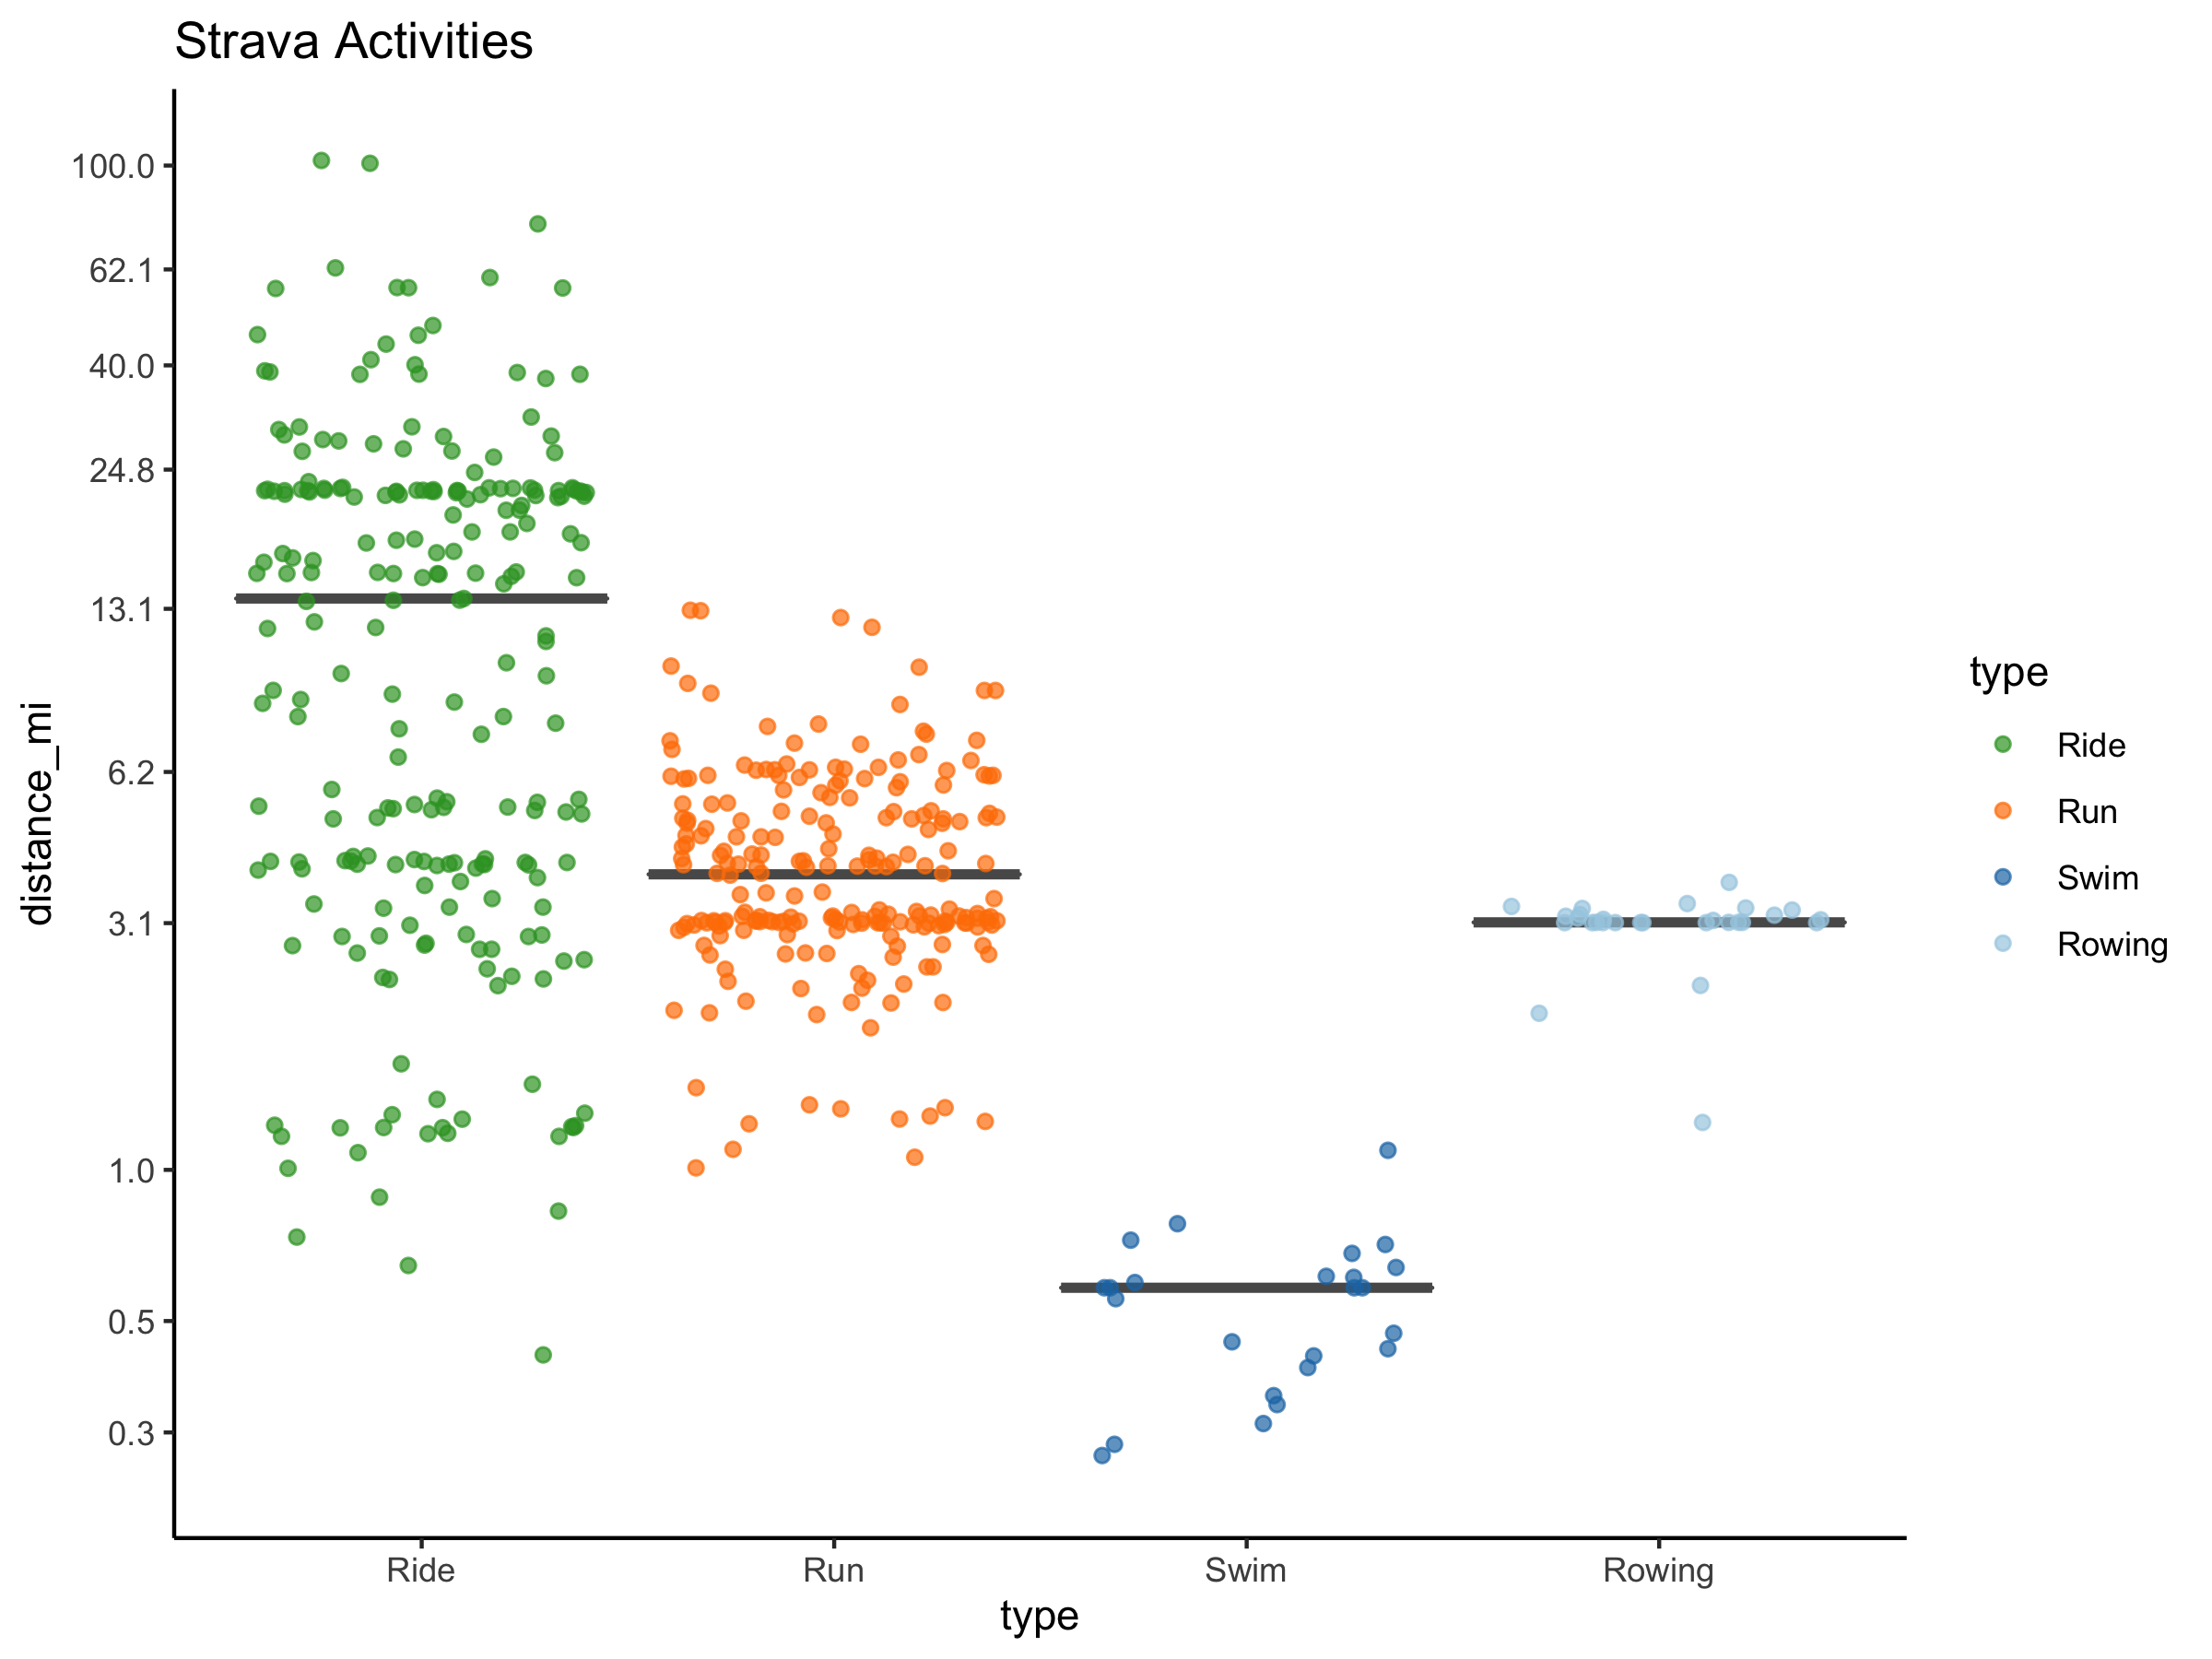 Strava Activities
distance_mi
100.0
62.1
40.0
24.8
13.1
6.2
3.1
1.0
0.5
0.3
Ride
Run
Swim
Rowing
type
type
Ride
Run
Swim
Rowing